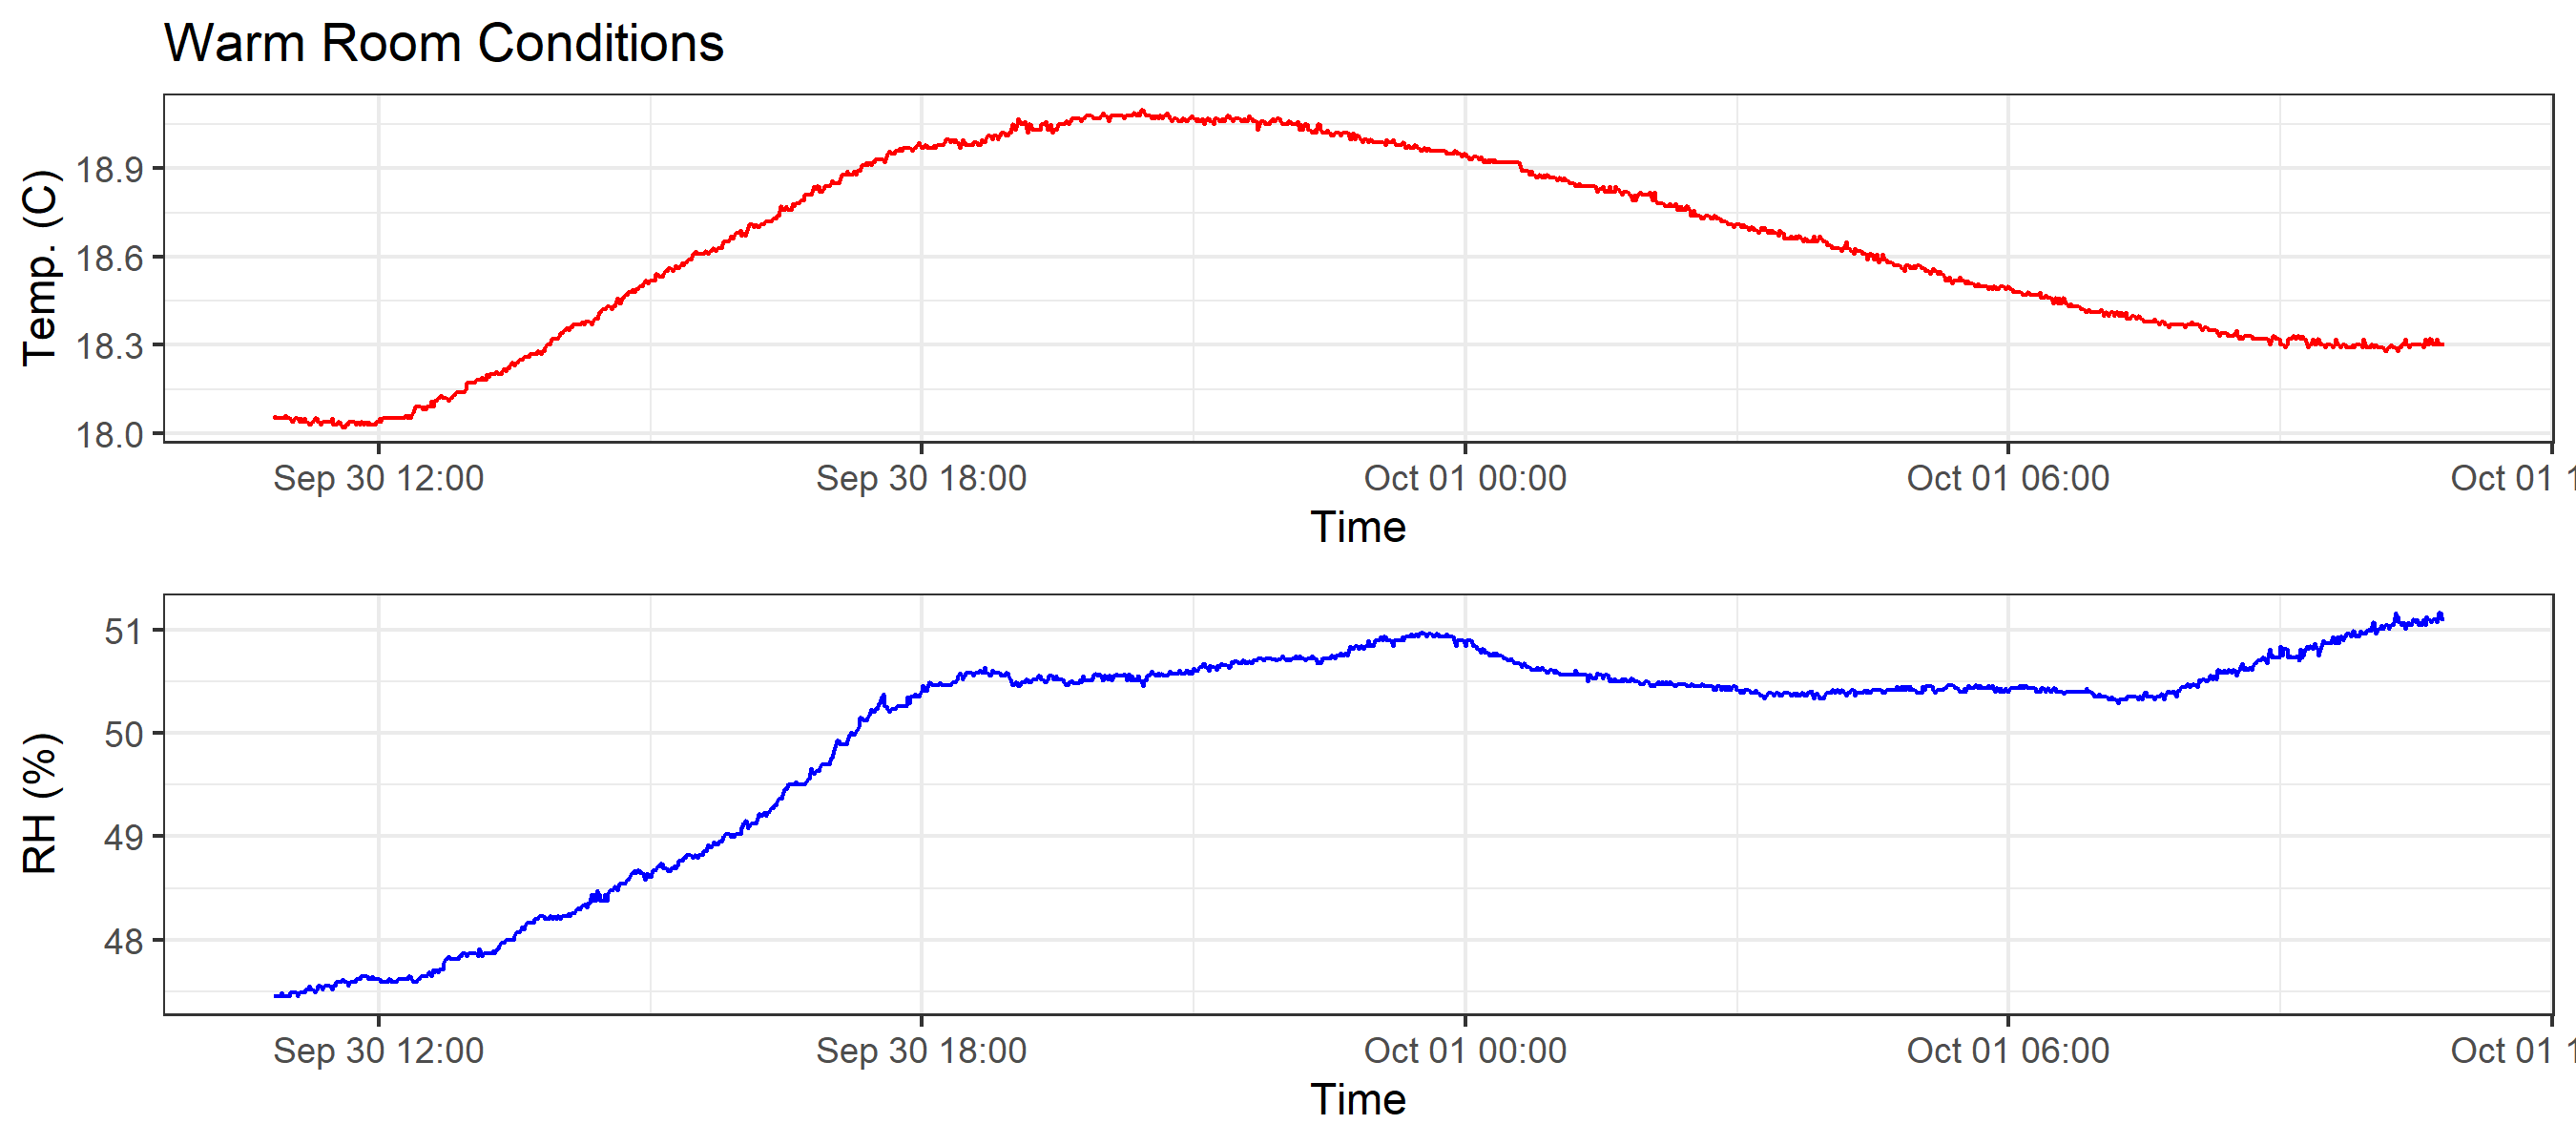 Warm Room Conditions
Temp. (C)
18.9
18.6
18.3
18.0
Sep 30 12:00 Sep 30 18:00 Oct 01 00:00 Oct 01 06:00 Oct 01 1
Time
RH (%)
51
50
49
48
Sep 30 12:00 Sep 30 18:00 Oct 01 00:00 Oct 01 06:00 Oct 01 1
Time